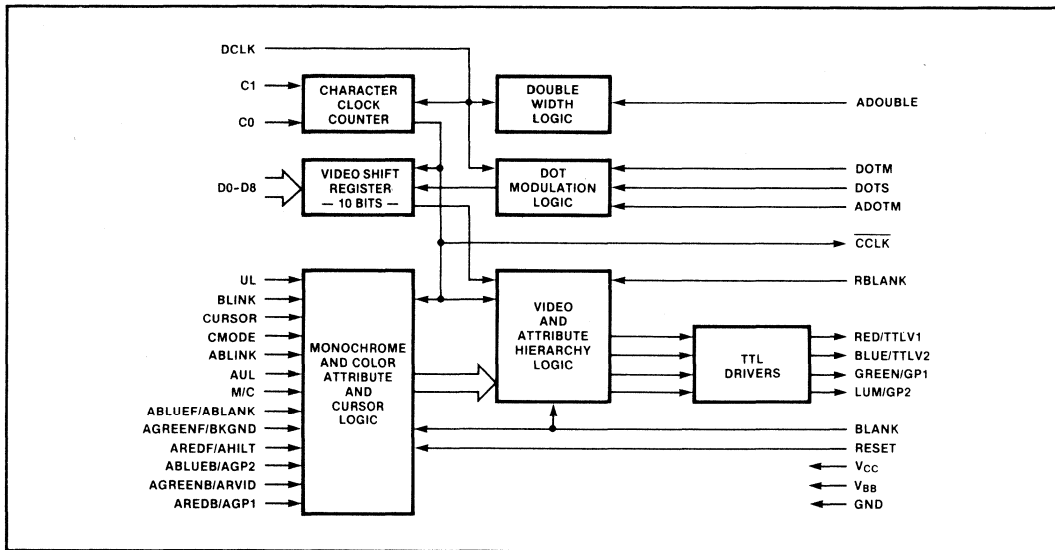 DCLK
C1
C0
CHARACTER
CLOCK
COUNTER
DOUBLE
WIDTH
LOGIC
ADOUBLE
D0-D8
VIDEO SHIFT
REGISTER
— 10 BITS —
DOT
MODULATION
LOGIC
DOTM
DOTS
ADOTM
CCLK
UL
BLINK
CURSOR
CMODE
ABLINK
AUL
M/C
ABLUEF/ABLANK
AGREENF/BKGND
AREDF/AHILT
ABLUEB/AGP2
AGREENB/ARVID
AREDB/AGP1
MONOCHROME
AND COLOR
ATTRIBUTE
AND
CURSOR
LOGIC
VIDEO
AND
ATTRIBUTE
HIERARCHY
LOGIC
TTL
DRIVERS
RBLANK
RED/TTLV1
BLUE/TTLV2
GREEN/GP1
LUM/GP2
BLANK
RESET
VCC
VBB
GND